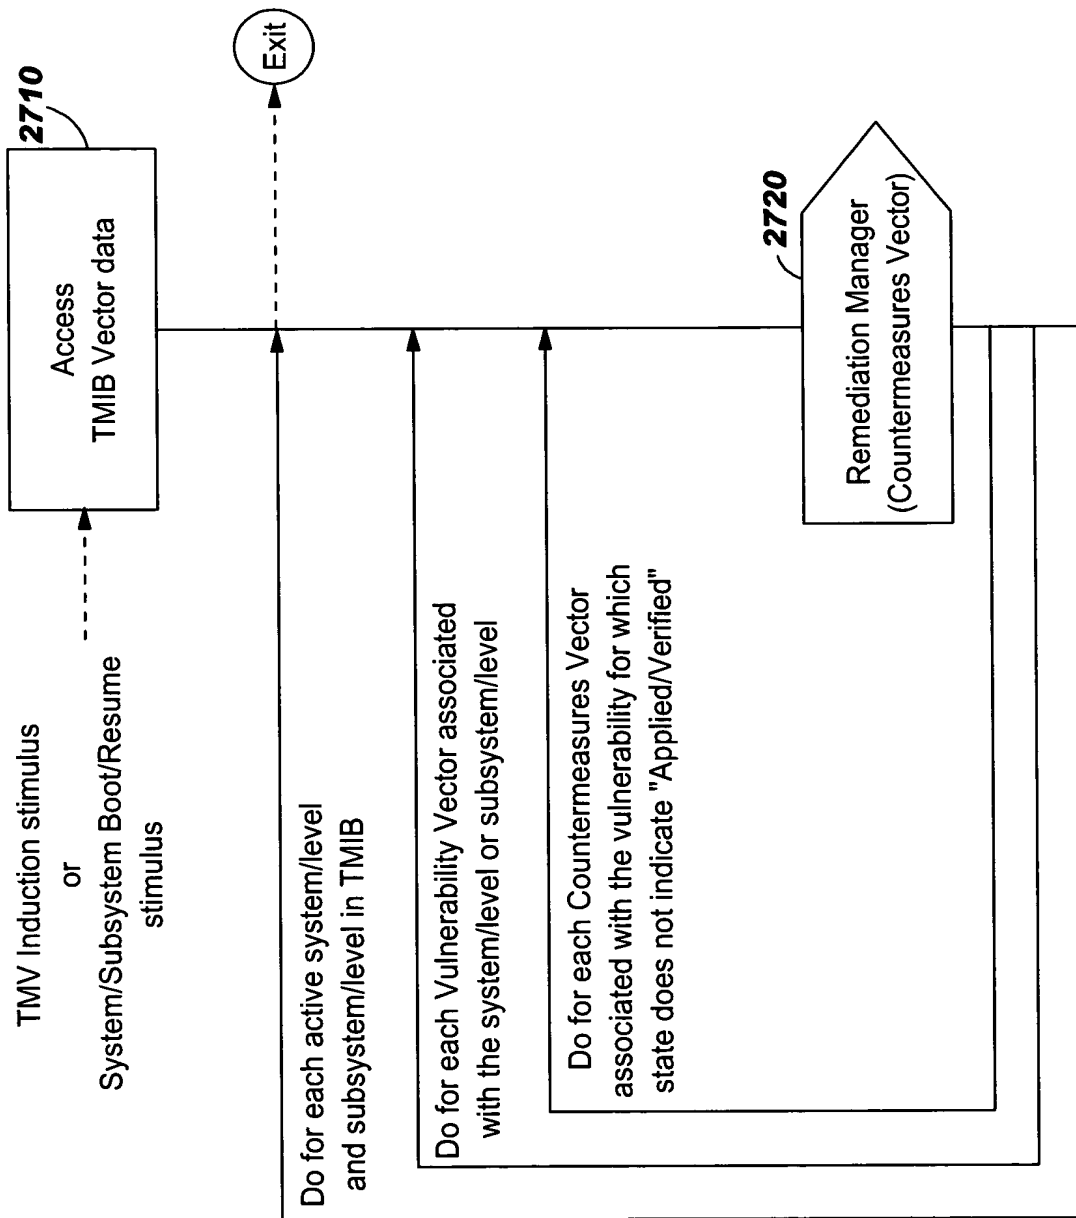 TMV Induction stimulus
or
System/Subsystem Boot/Resume
stimulus
2710
Access
TMIB Vector data
Exit
Do for each active system/level
and subsystem/level in TMIB
Do for each Vulnerability Vector associated
with the system/level or subsystem/level
Do for each Countermeasures Vector
associated with the vulnerability for which
state does not indicate "Applied/Verified"
2720
Remediation Manager
(Countermeasures Vector)